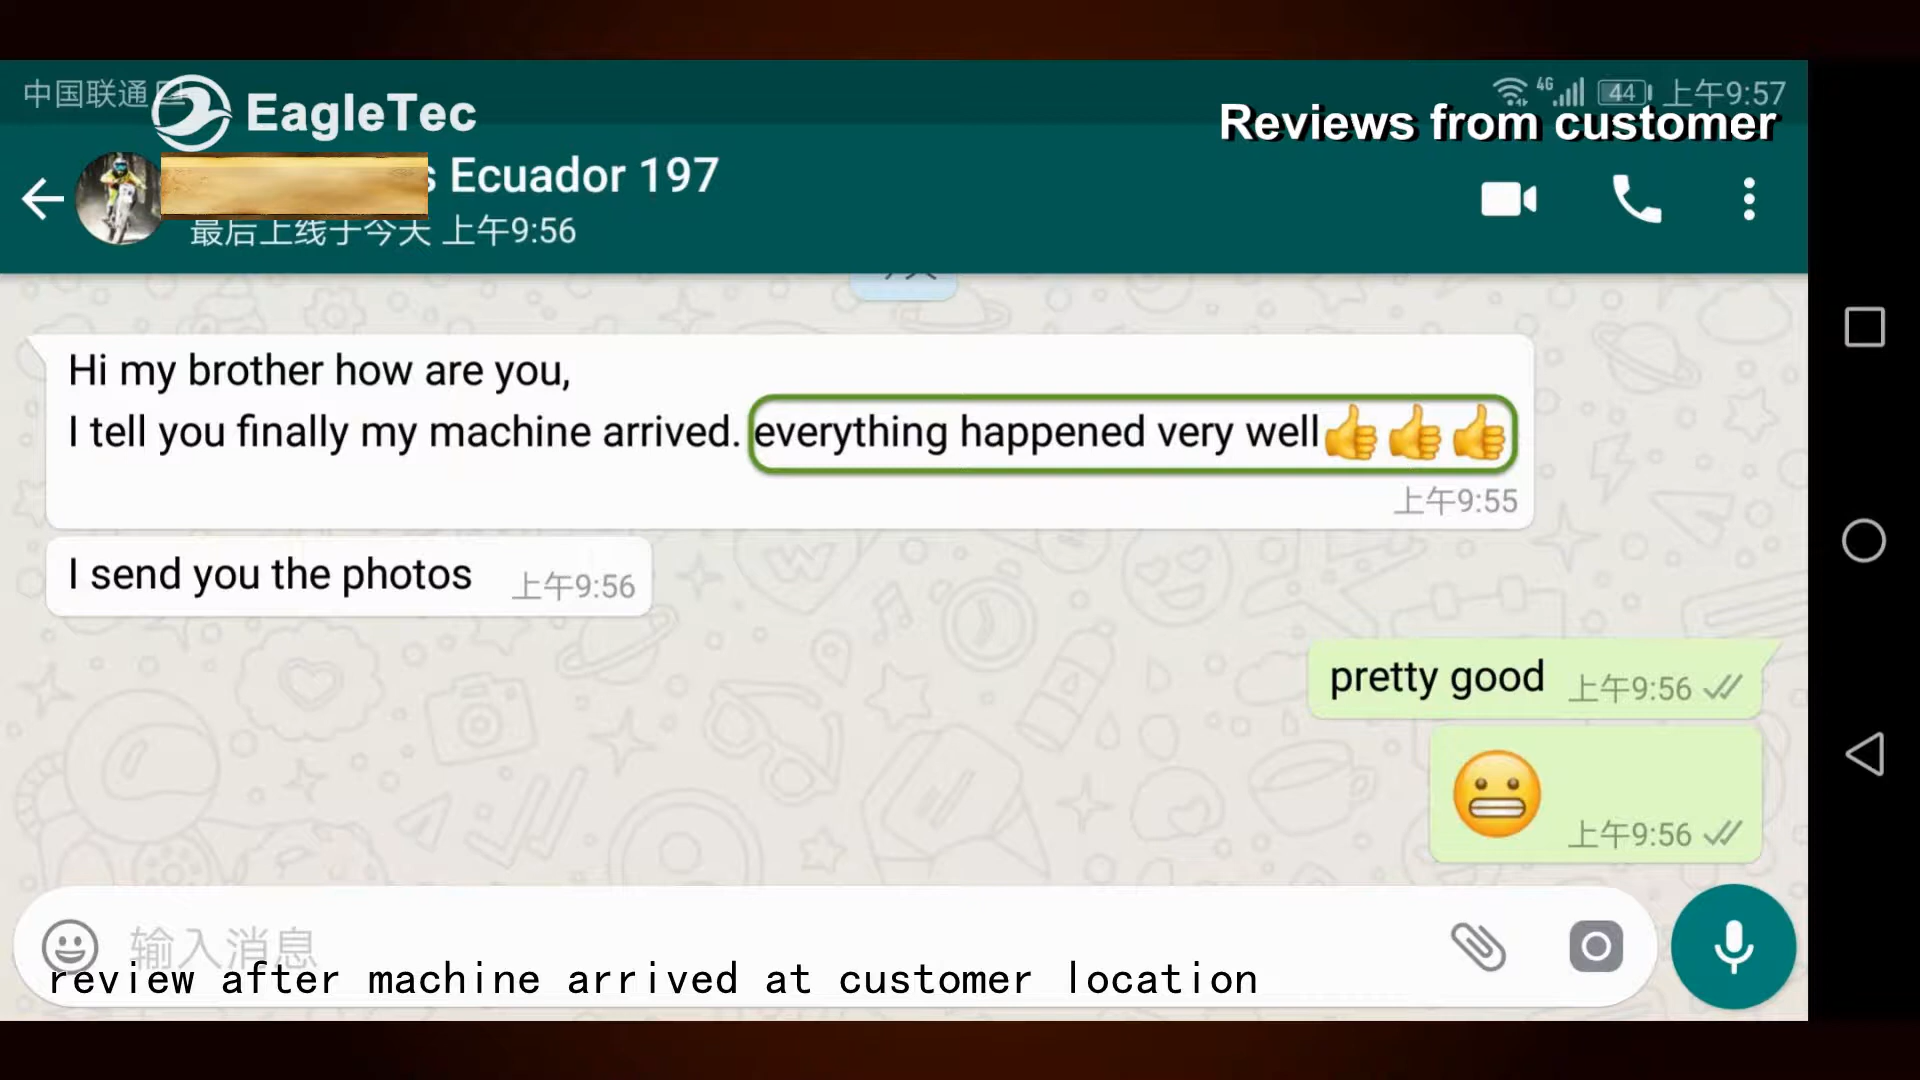 中国联通
EagleTec
44 上午9:57
4G
Reviews from customer
s Ecuador 197
最后上线于今天 上午9:56
Hi my brother how are you,
I tell you finally my machine arrived. everything happened very well👍👍👍
上午9:55
I send you the photos 上午9:56
pretty good 上午9:56
😬 上午9:56
输入消息
review after machine arrived at customer location